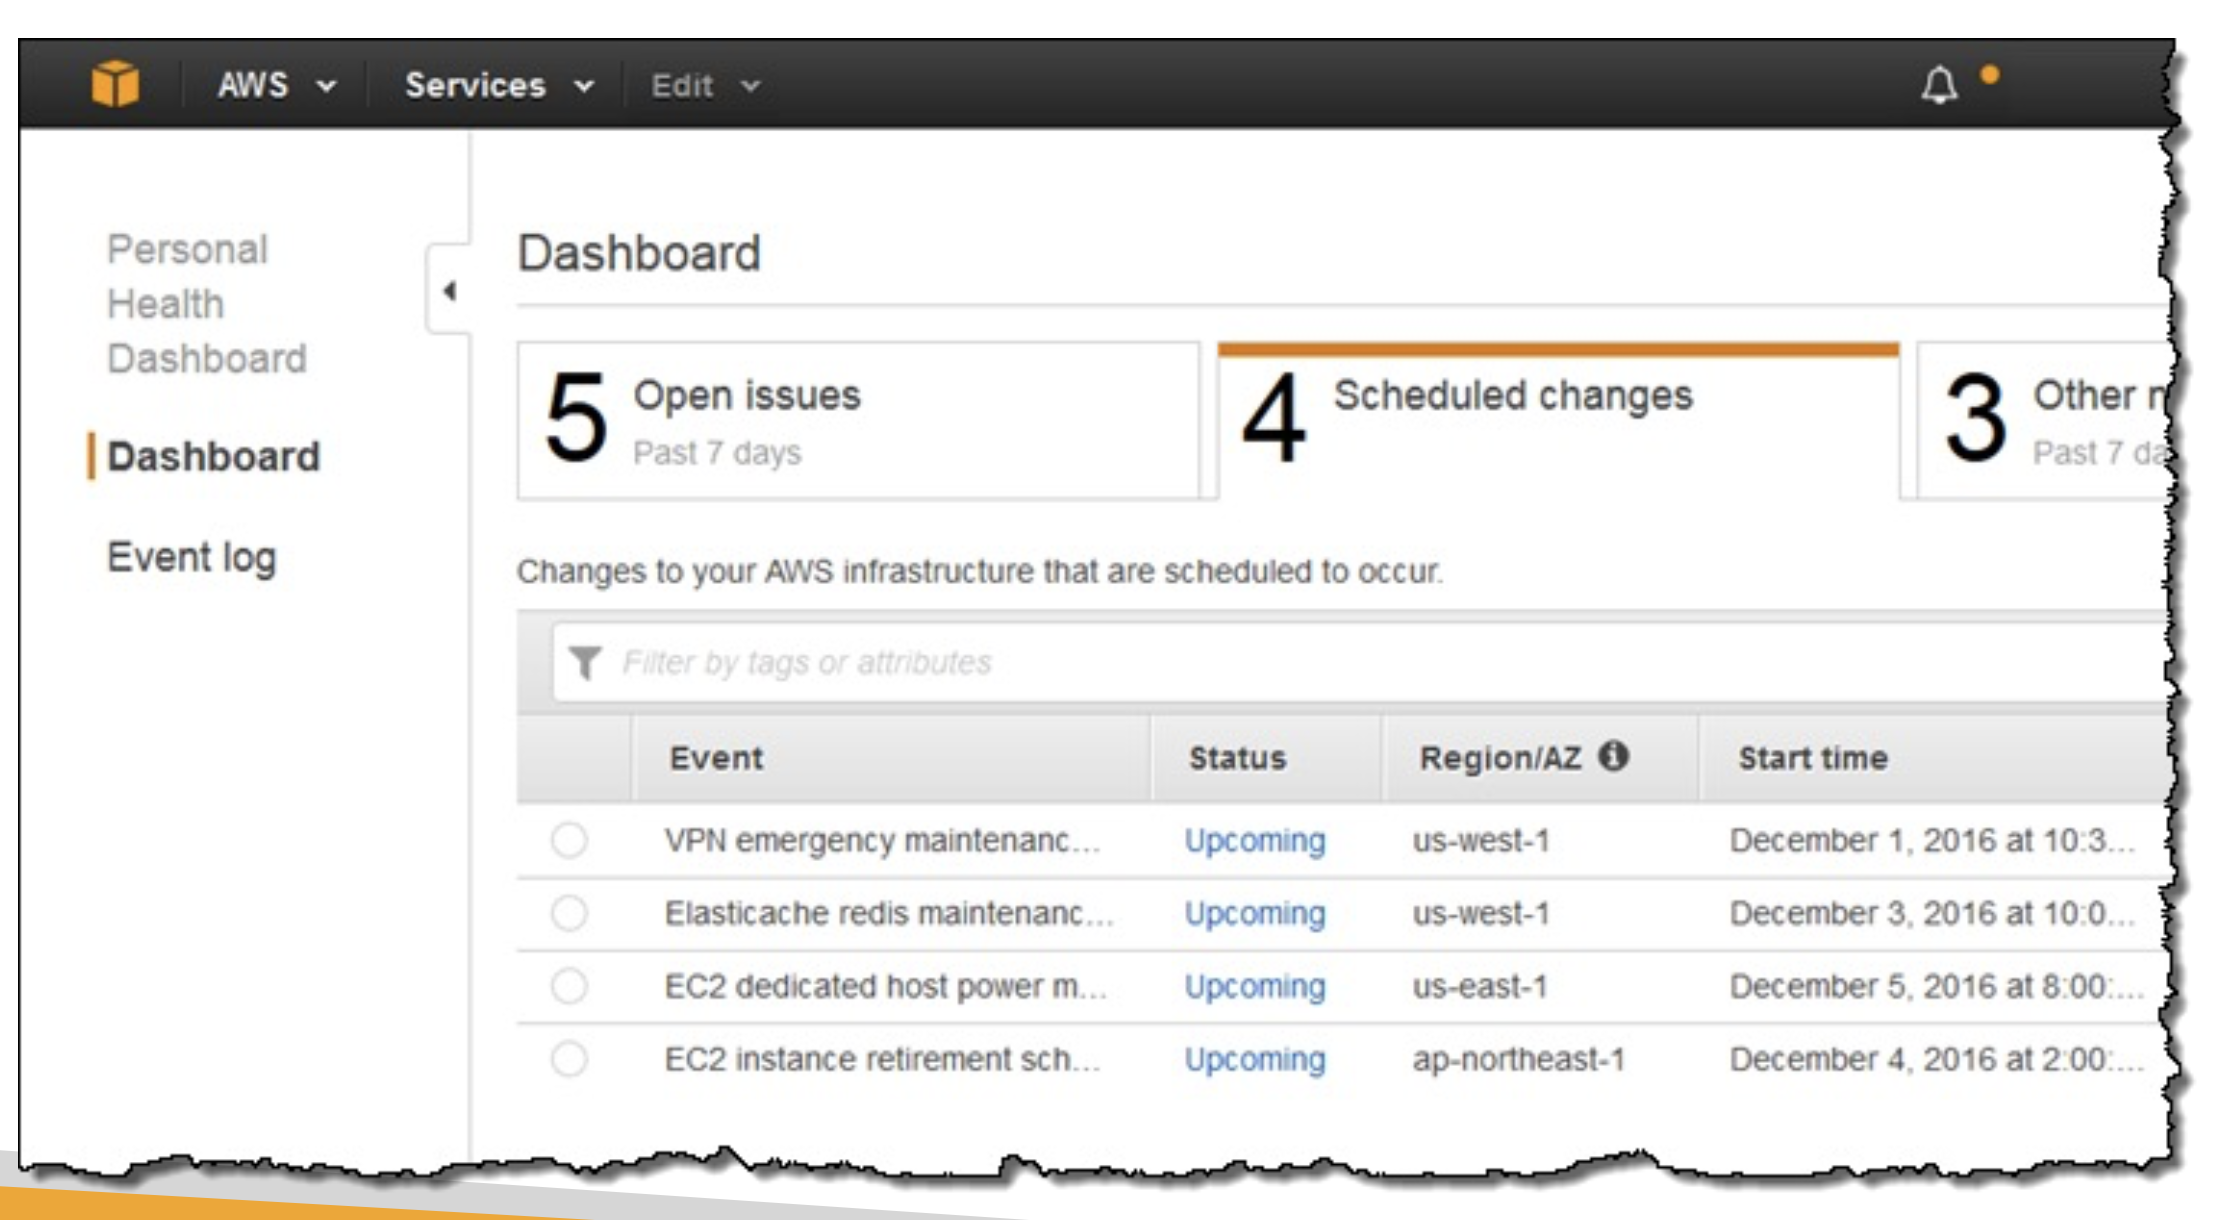 AWS Services Edit
Personal
Health
Dashboard
Dashboard
Event log
Dashboard
5 Open issues
Past 7 days
4 Scheduled changes
3 Other
Past 7
Changes to your AWS infrastructure that are scheduled to occur.
Filter by tags or attributes
Event Status Region/AZ Start time
VPN emergency maintenanc... Upcoming us-west-1 December 1, 2016 at 10:3...
Elasticache redis maintenanc... Upcoming us-west-1 December 3, 2016 at 10:0...
EC2 dedicated host power m... Upcoming us-east-1 December 5, 2016 at 8:00:...
EC2 instance retirement sch... Upcoming ap-northeast-1 December 4, 2016 at 2:00:...